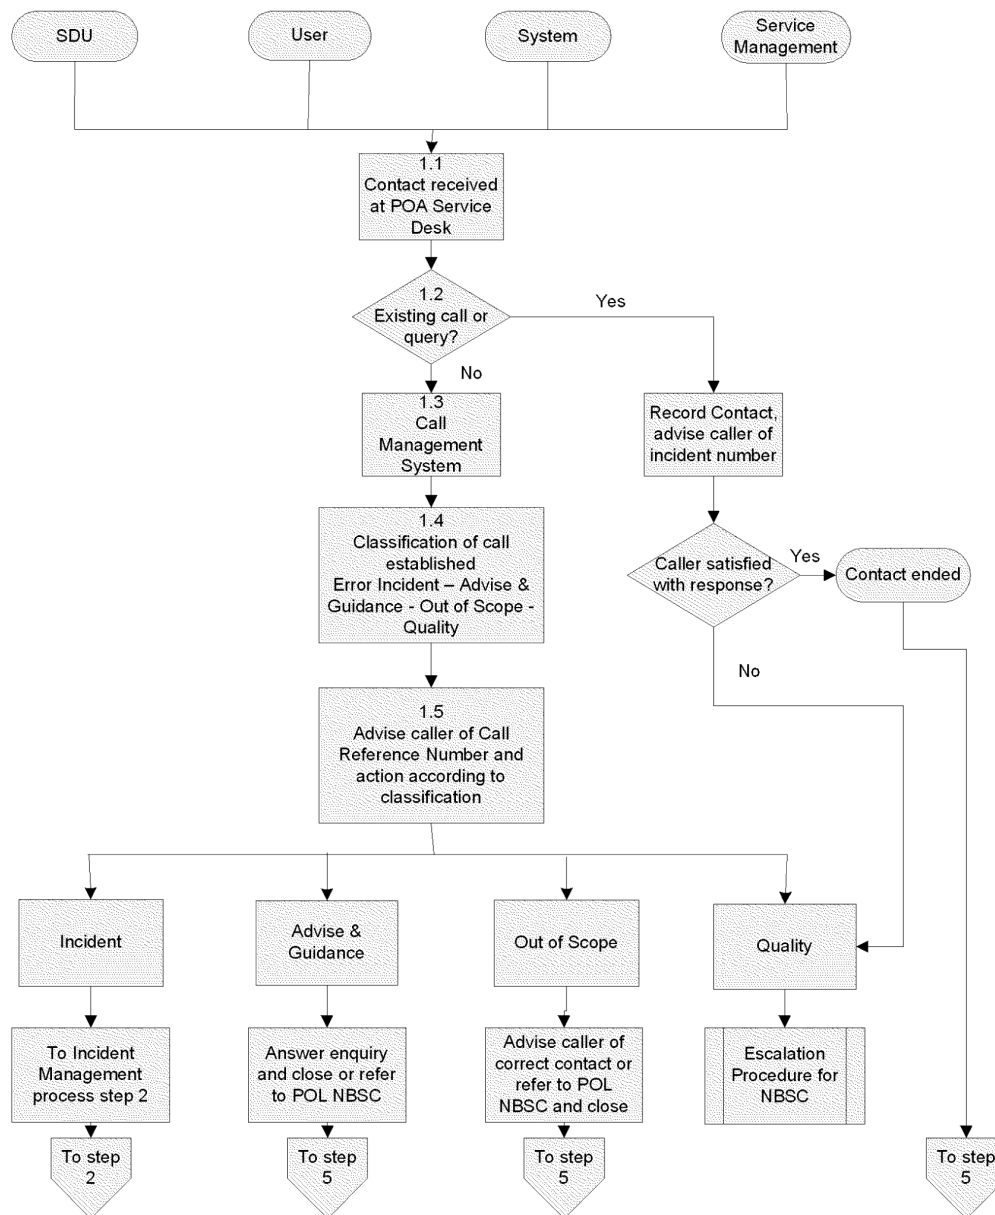 SDU
User
System
Service
Management
1.1
Contact received
at POA Service
Desk
1.2
Existing call or
query?
Yes
No
1.3
Call
Management
System
Record Contact,
advise caller of
incident number
1.4
Classification of call
established
Error Incident – Advise &
Guidance - Out of Scope -
Quality
Caller satisfied
with response?
Yes
Contact ended
No
1.5
Advise caller of Call
Reference Number and
action according to
classification
Incident
Advise &
Guidance
Out of Scope
Quality
To Incident
Management
process step 2
Answer enquiry
and close or refer
to POL NBSC
Advise caller of
correct contact or
refer to POL
NBSC and close
Escalation
Procedure for
NBSC
To step
2
To step
5
To step
5
To step
5